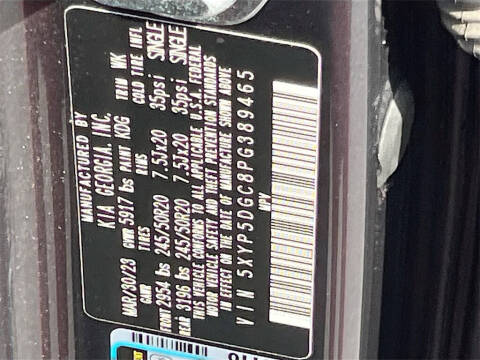 MANUFACTURED BY
KIA GEORGIA, INC.
MAR/30/23 GVWR 5917 lbs PAINT KDG TRIM WK
GAWR TIRES RIMS COLD TIRE INFL
FRONT 2954 lbs 245/50R20 7.5Jx20 35psi SINGLE
REAR 3196 lbs 245/50R20 7.5Jx20 35psi SINGLE
THIS VEHICLE CONFORMS TO ALL APPLICABLE U.S.A. FEDERAL
MOTOR VEHICLE SAFETY AND THEFT PREVENTION STANDARDS
IN EFFECT ON THE DATE OF MANUFACTURE SHOWN ABOVE
VIN 5XYP5DGC8PG389465
MPV